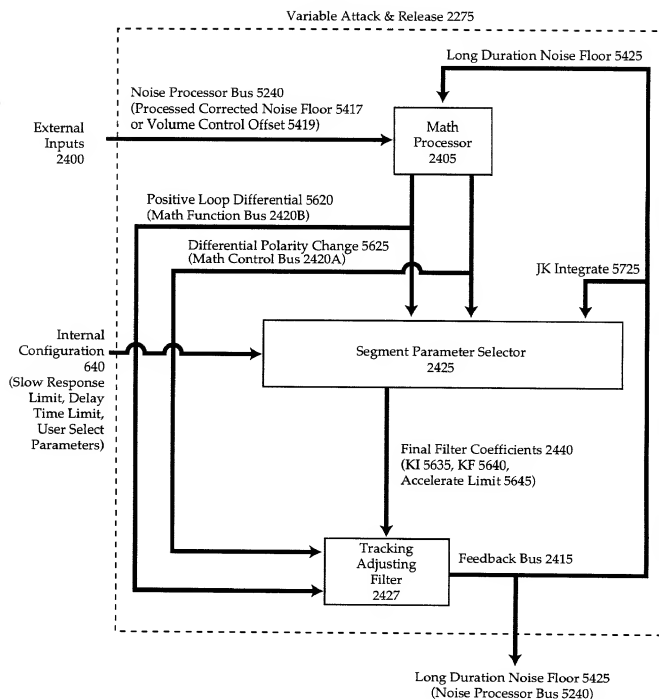 Variable Attack & Release 2275
Long Duration Noise Floor 5425
Noise Processor Bus 5240
(Processed Corrected Noise Floor 5417
or Volume Control Offset 5419)
External
Inputs
2400
Math
Processor
2405
Positive Loop Differential 5620
(Math Function Bus 2420B)
Differential Polarity Change 5625
(Math Control Bus 2420A)
JK Integrate 5725
Internal
Configuration
640
(Slow Response
Limit, Delay
Time Limit,
User Select
Parameters)
Segment Parameter Selector
2425
Final Filter Coefficients 2440
(KI 5635, KF 5640,
Accelerate Limit 5645)
Tracking
Adjusting
Filter
2427
Feedback Bus 2415
Long Duration Noise Floor 5425
(Noise Processor Bus 5240)